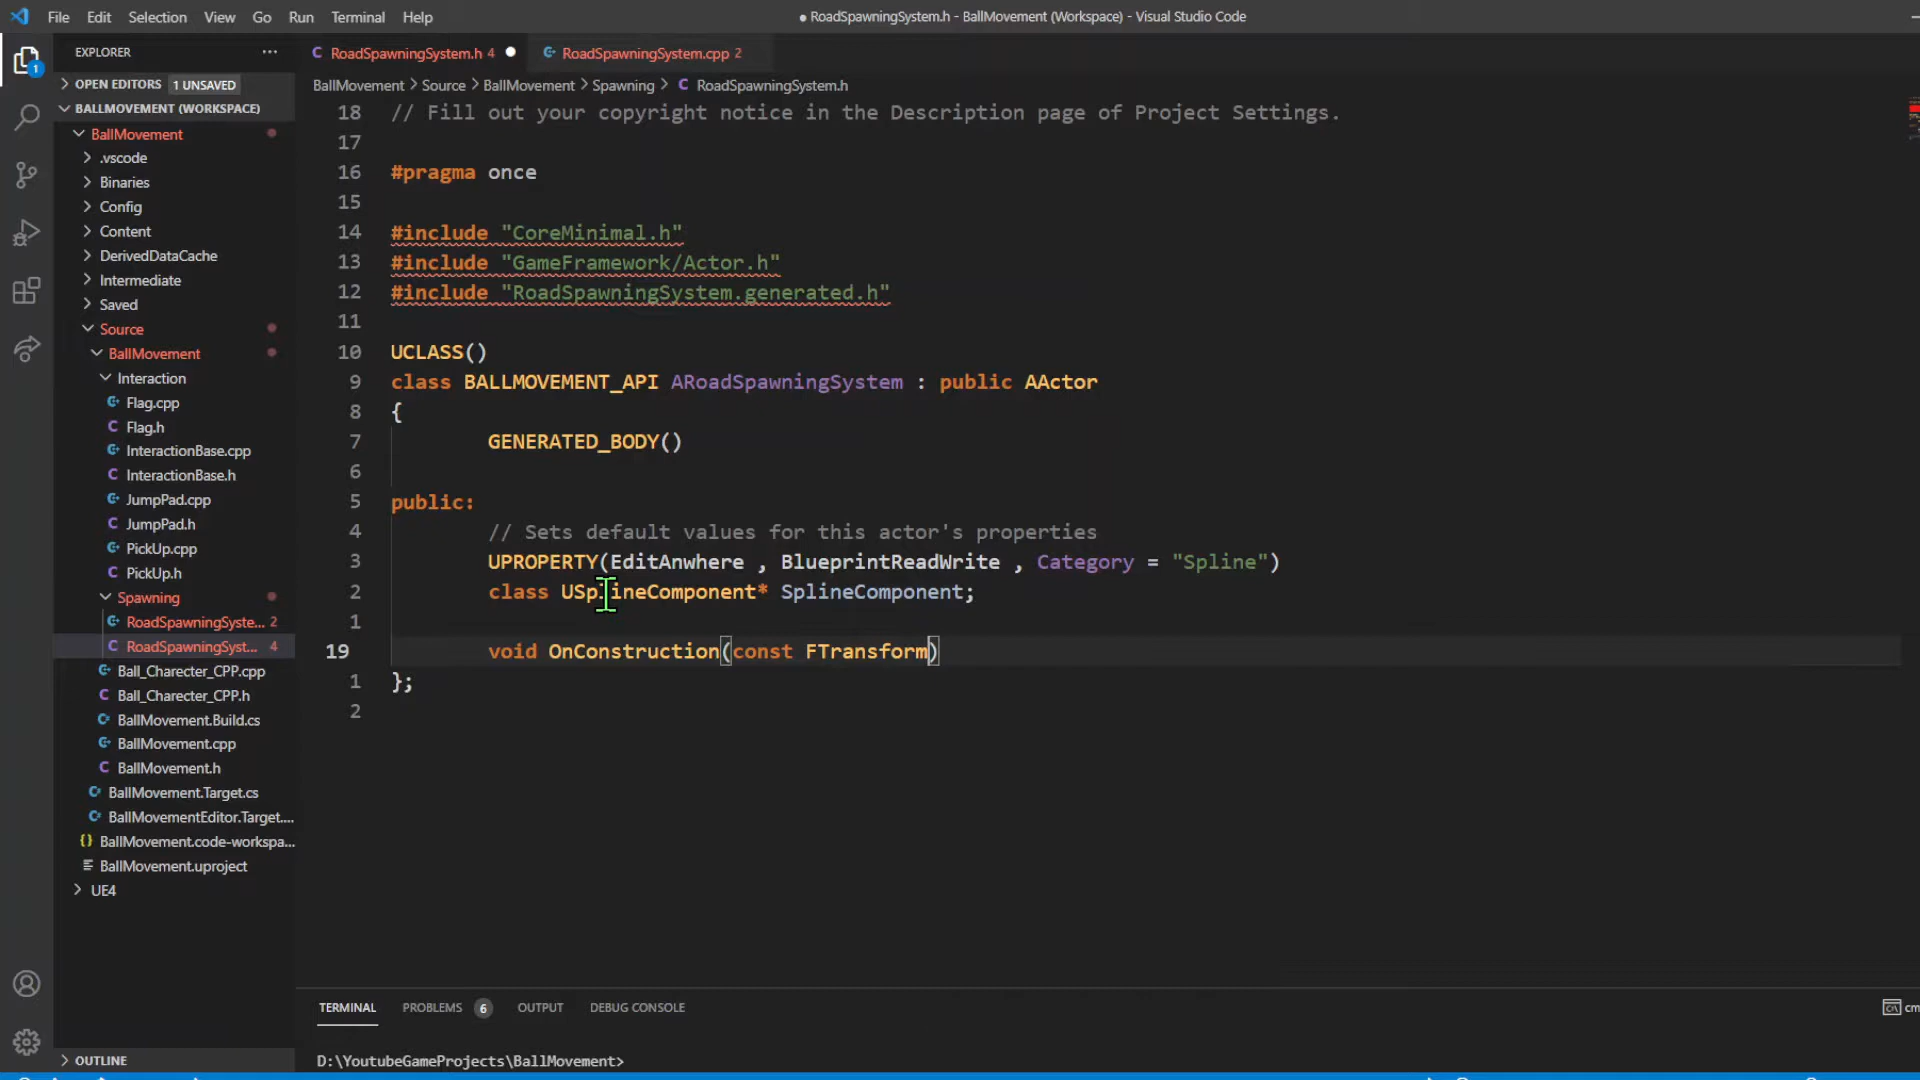 File Edit Selection View Go Run Terminal Help
● RoadSpawningSystem.h - BallMovement (Workspace) - Visual Studio Code
EXPLORER ···
OPEN EDITORS 1 UNSAVED
BALLMOVEMENT (WORKSPACE)
BallMovement
.vscode
Binaries
Config
Content
DerivedDataCache
Intermediate
Saved
Source
BallMovement
Interaction
Flag.cpp
Flag.h
InteractionBase.cpp
InteractionBase.h
JumpPad.cpp
JumpPad.h
PickUp.cpp
PickUp.h
Spawning
RoadSpawningSyste... 2
RoadSpawningSyst... 4
Ball_Charecter_CPP.cpp
Ball_Charecter_CPP.h
BallMovement.Build.cs
BallMovement.cpp
BallMovement.h
BallMovement.Target.cs
BallMovementEditor.Target....
BallMovement.code-workspa...
BallMovement.uproject
UE4
OUTLINE
1
RoadSpawningSystem.h 4 RoadSpawningSystem.cpp 2
BallMovement > Source > BallMovement > Spawning > RoadSpawningSystem.h
18 // Fill out your copyright notice in the Description page of Project Settings.
17
16 #pragma once
15
14 #include "CoreMinimal.h"
13 #include "GameFramework/Actor.h"
12 #include "RoadSpawningSystem.generated.h"
11
10 UCLASS()
9 class BALLMOVEMENT_API ARoadSpawningSystem : public AActor
8 {
7 GENERATED_BODY()
6
5 public:
4 // Sets default values for this actor's properties
3 UPROPERTY(EditAnwhere , BlueprintReadWrite , Category = "Spline")
2 class USplineComponent* SplineComponent;
1
19 void OnConstruction(const FTransform)
1 };
2
TERMINAL PROBLEMS 6 OUTPUT DEBUG CONSOLE
cm
D:\YoutubeGameProjects\BallMovement>